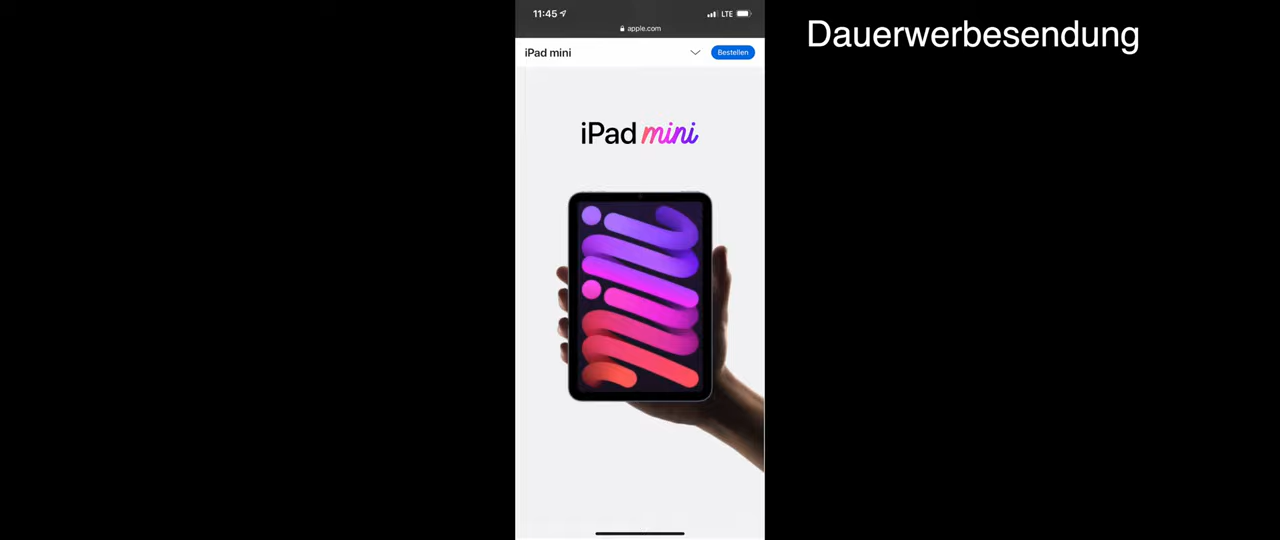 11:45
LTE
Dauerwerbesendung
apple.com
iPad mini
Bestellen
iPad mini